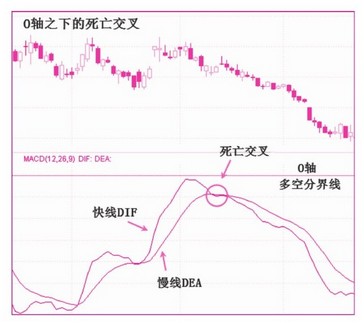 0轴之下的死亡交叉
MACD(12,26,9) DIF: DEA:
死亡交叉
0轴
多空分界线
快线DIF
慢线DEA